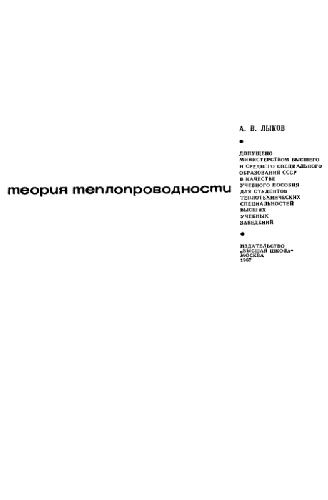 А. В. ЛЫКОВ
ДОПУЩЕНО
МИНИСТЕРСТВОМ ВЫСШЕГО
И СРЕДНЕГО СПЕЦИАЛЬНОГО
ОБРАЗОВАНИЯ СССР
В КАЧЕСТВЕ
УЧЕБНОГО ПОСОБИЯ
ДЛЯ СТУДЕНТОВ
ТЕПЛОТЕХНИЧЕСКИХ
СПЕЦИАЛЬНОСТЕЙ
ВЫСШИХ
УЧЕБНЫХ
ЗАВЕДЕНИЙ
теория теплопроводности
ИЗДАТЕЛЬСТВО
«ВЫСШАЯ ШКОЛА»
МОСКВА
1967